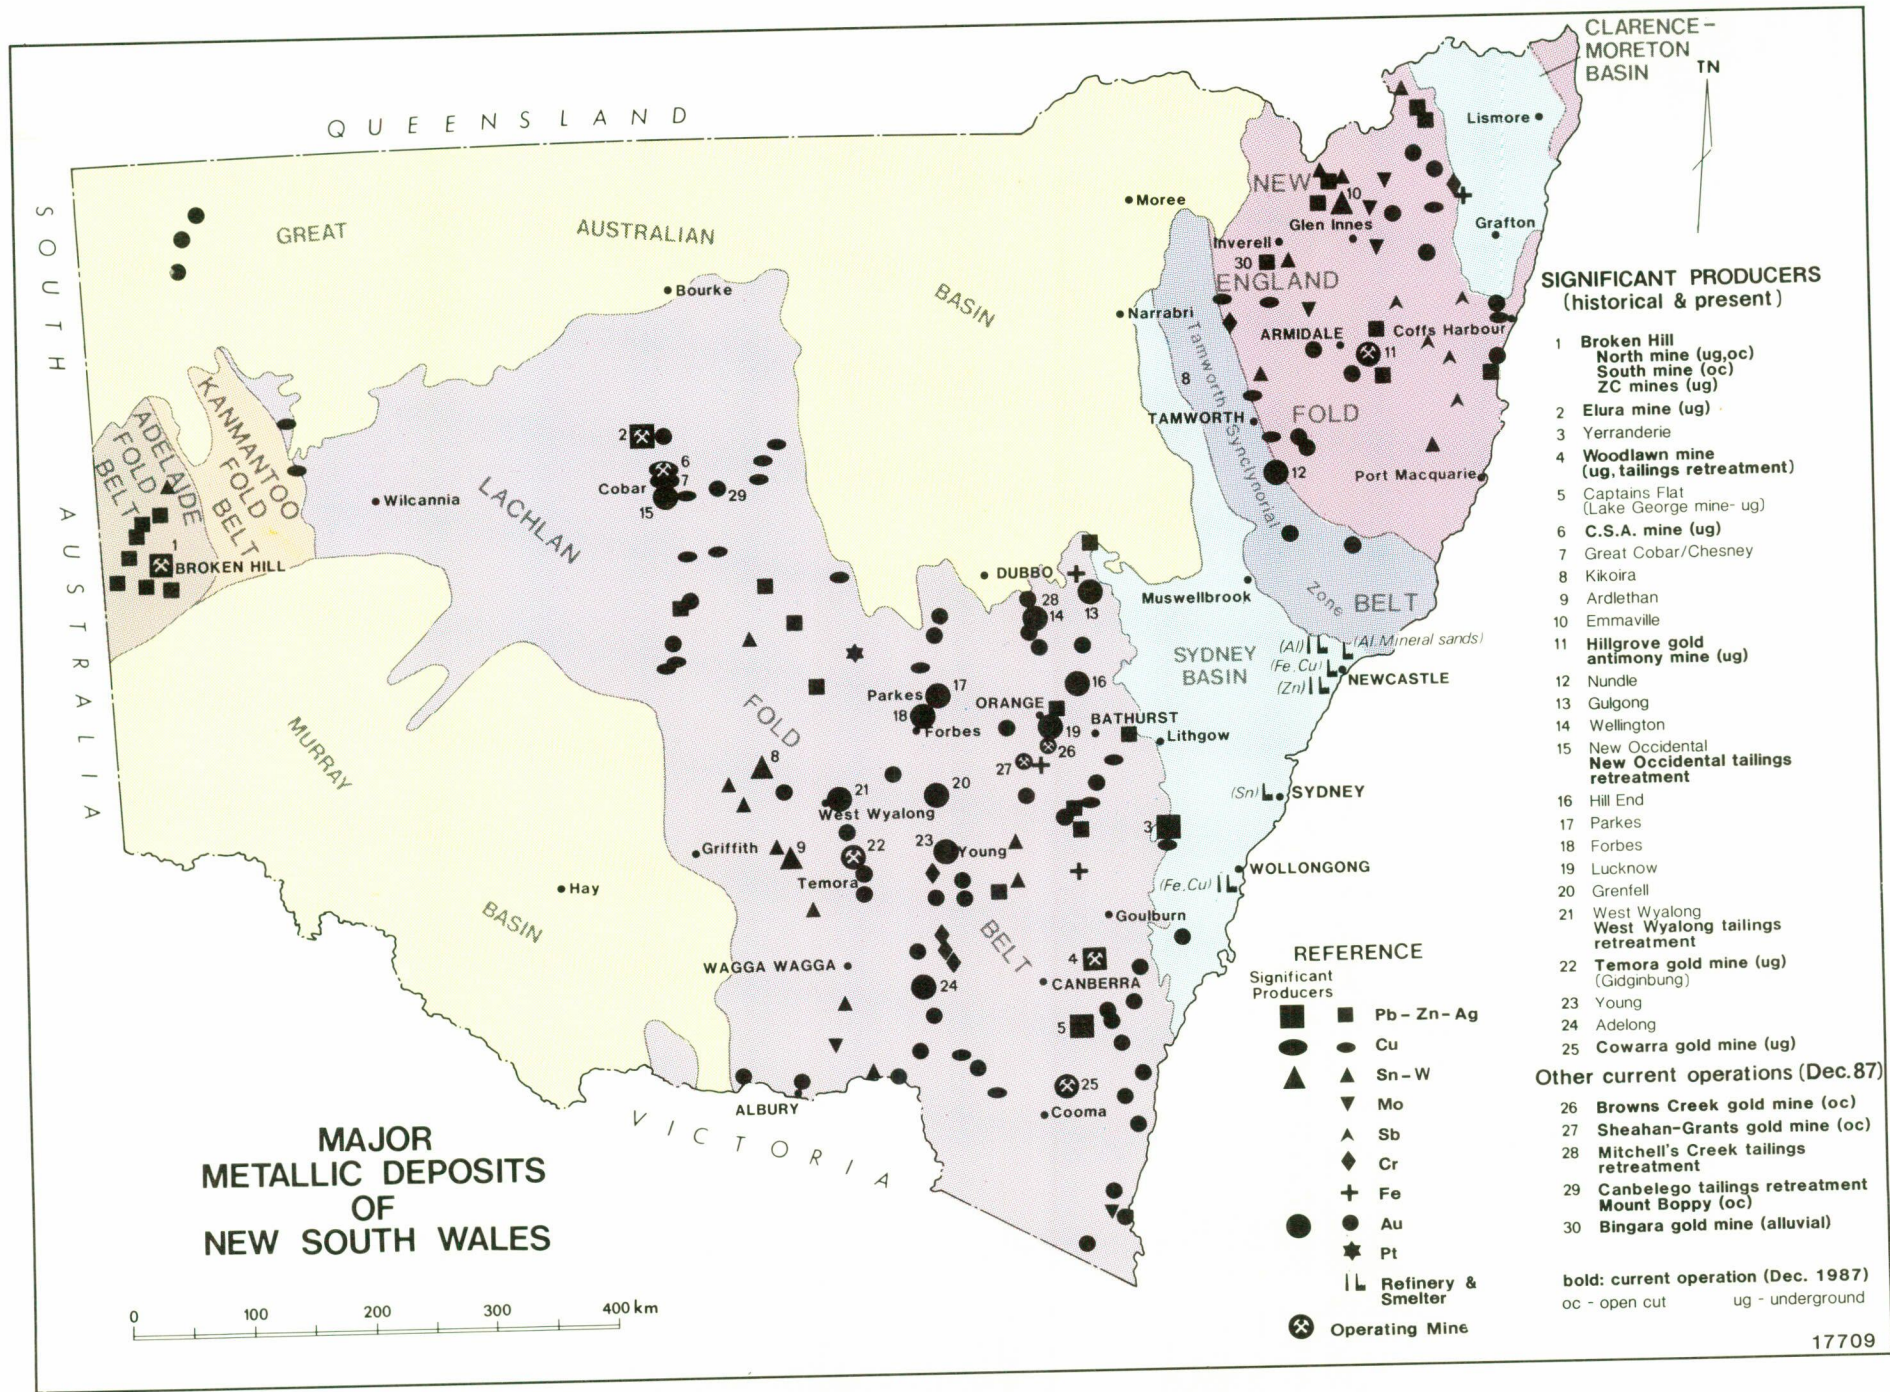 CLARENCE-
MORETON
BASIN
TN
QUEENSLAND
SOUTH AUSTRALIA
VICTORIA
GREAT AUSTRALIAN
BASIN
Moree
Lismore
NEW
10
Glen Innes
Grafton
Inverell
30
ENGLAND
Bourke
Narrabri
ARMIDALE
Coffs Harbour
11
8
Tamworth Synclynorial
Zone
TAMWORTH
FOLD
12
Port Macquarie
KANMANTOO
FOLD
BELT
ADELAIDE
FOLD
BELT
2
6
7
Cobar
29
15
Wilcannia
LACHLAN
1
BROKEN HILL
DUBBO
28
14
13
Muswellbrook
BELT
(Al)
(Al.Mineral sands)
(Fe.Cu)
(Zn)
NEWCASTLE
SYDNEY
BASIN
17
16
Parkes
ORANGE
18
BATHURST
Forbes
19
Lithgow
26
27
MURRAY
FOLD
8
21
20
West Wyalong
(Sn)
SYDNEY
3
Griffith
9
22
23
Young
Temora
WOLLONGONG
(Fe.Cu)
Hay
BASIN
BELT
Goulburn
WAGGA WAGGA
4
CANBERRA
24
5
25
Cooma
ALBURY
MAJOR
METALLIC DEPOSITS
OF
NEW SOUTH WALES
0 100 200 300 400 km
SIGNIFICANT PRODUCERS
(historical & present)
1 Broken Hill
North mine (ug,oc)
South mine (oc)
ZC mines (ug)
2 Elura mine (ug)
3 Yerranderie
4 Woodlawn mine
(ug, tailings retreatment)
5 Captains Flat
(Lake George mine- ug)
6 C.S.A. mine (ug)
7 Great Cobar/Chesney
8 Kikoira
9 Ardlethan
10 Emmaville
11 Hillgrove gold
antimony mine (ug)
12 Nundle
13 Gulgong
14 Wellington
15 New Occidental
New Occidental tailings
retreatment
16 Hill End
17 Parkes
18 Forbes
19 Lucknow
20 Grenfell
21 West Wyalong
West Wyalong tailings
retreatment
22 Temora gold mine (ug)
(Gidginbung)
23 Young
24 Adelong
25 Cowarra gold mine (ug)
Other current operations (Dec.87)
26 Browns Creek gold mine (oc)
27 Sheahan-Grants gold mine (oc)
28 Mitchell's Creek tailings
retreatment
29 Canbelego tailings retreatment
Mount Boppy (oc)
30 Bingara gold mine (alluvial)
bold: current operation (Dec. 1987)
oc - open cut ug - underground
17709
REFERENCE
Significant
Producers
Pb-Zn-Ag
Cu
Sn-W
Mo
Sb
Cr
Fe
Au
Pt
Refinery &
Smelter
Operating Mine